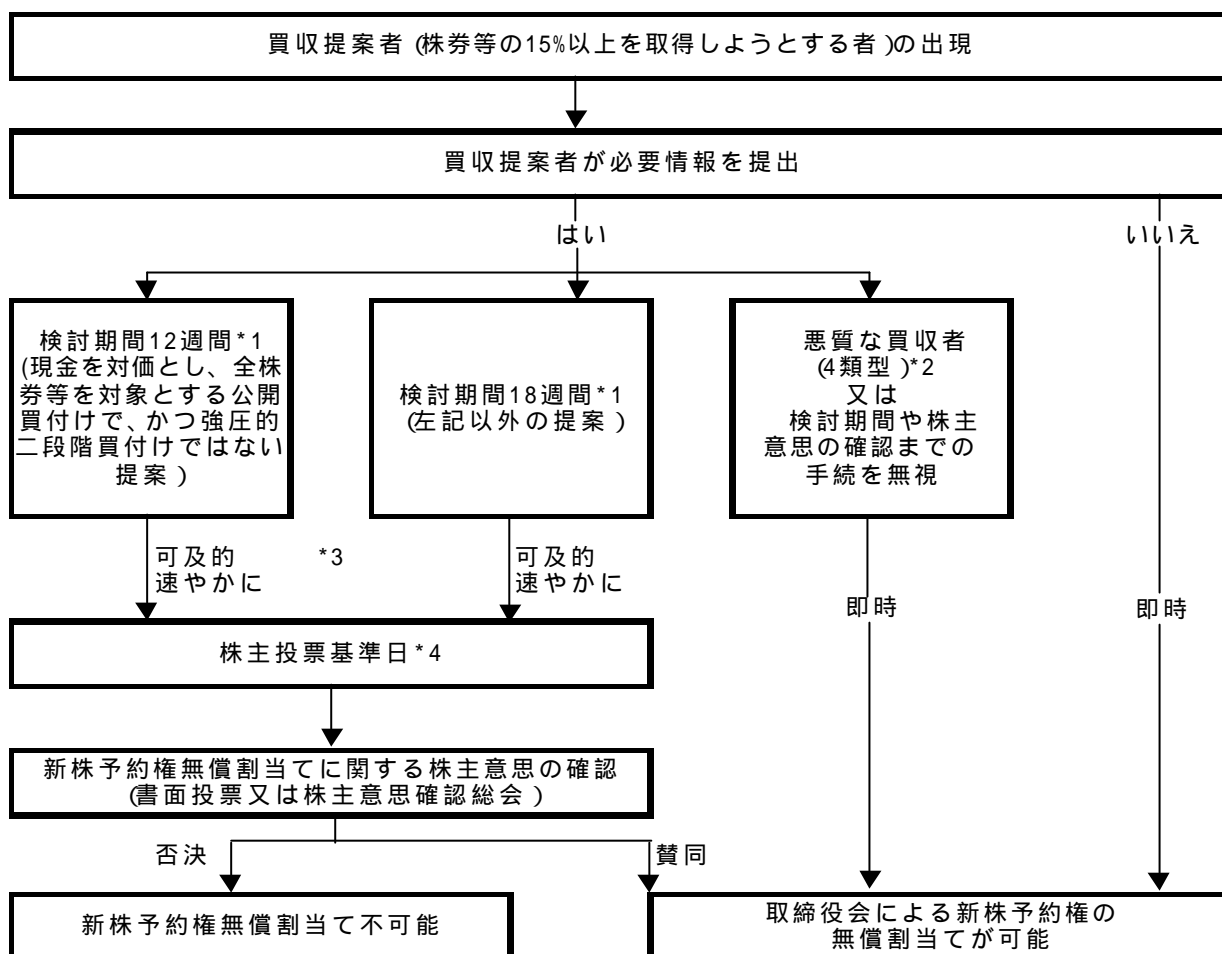 買収提案者(株券等の15%以上を取得しようとする者)の出現
買収提案者が必要情報を提出
はい
いいえ
検討期間12週間*1
(現金を対価とし、全株
券等を対象とする公開
買付けで、かつ強圧的
二段階買付けではない
提案)
検討期間18週間*1
(左記以外の提案)
悪質な買収者
(4類型)*2
又は
検討期間や株主
意思の確認までの
手続を無視
可及的
速やかに
*3
可及的
速やかに
即時
即時
株主投票基準日*4
新株予約権無償割当てに関する株主意思の確認
(書面投票又は株主意思確認総会)
否決
賛同
新株予約権無償割当て不可能
取締役会による新株予約権の
無償割当てが可能